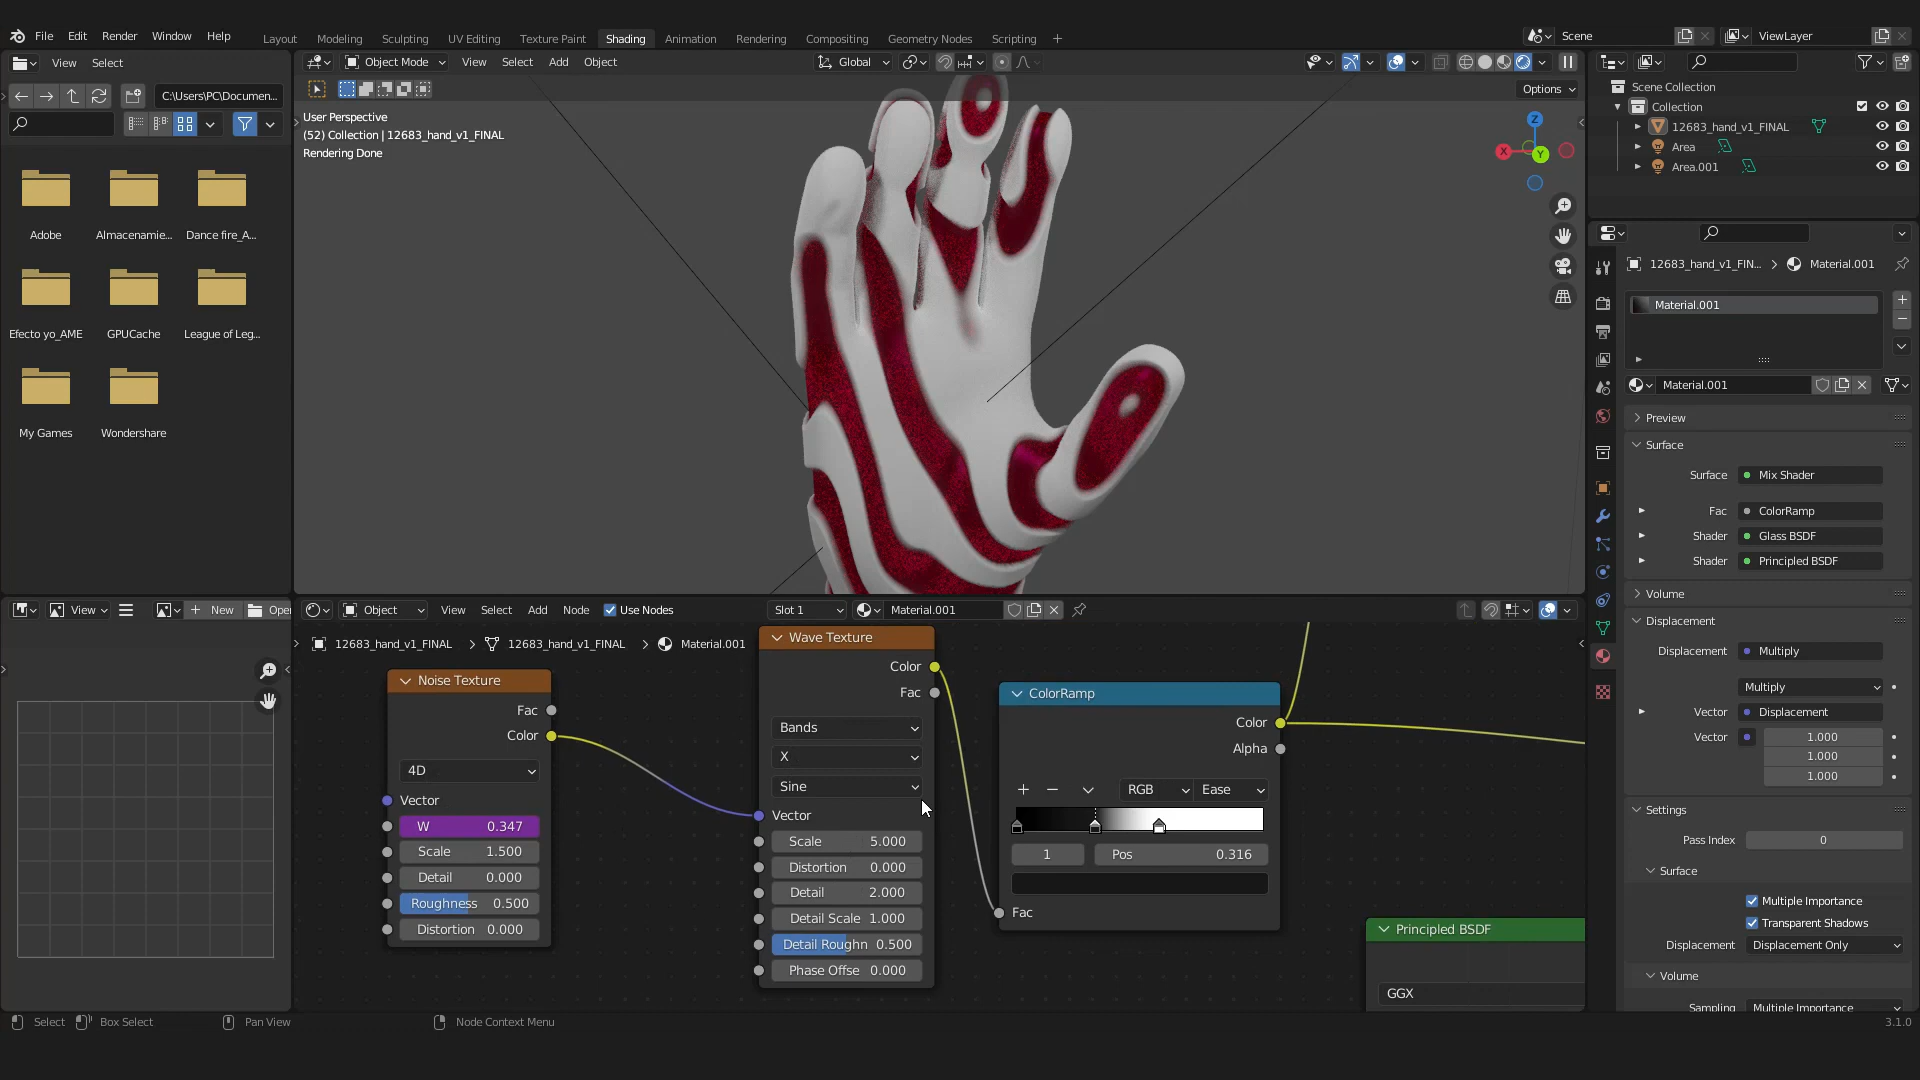 File Edit Render Window Help
Layout Modeling Sculpting UV Editing Texture Paint Shading Animation Rendering Compositing Geometry Nodes Scripting
Scene
ViewLayer
View Select
Object Mode View Select Add Object
Global
C:\Users\PC\Documen...
Options
User Perspective
(52) Collection | 12683_hand_v1_FINAL
Rendering Done
Z
X
Y
Adobe
Almacenamie...
Dance fire_A...
Efecto yo_AME
GPUCache
League of Leg...
My Games
Wondershare
Scene Collection
Collection
12683_hand_v1_FINAL
Area
Area.001
12683_hand_v1_FIN... Material.001
Material.001
Material.001
Preview
Surface
Surface Mix Shader
Fac ColorRamp
Shader Glass BSDF
Shader Principled BSDF
Volume
Displacement
Displacement Multiply
Multiply
Vector Displacement
Vector 1.000
1.000
1.000
Settings
Pass Index 0
Surface
Multiple Importance
Transparent Shadows
Displacement Displacement Only
Volume
Sampling Multiple Importance
View New Open
Object View Select Add Node Use Nodes
Slot 1
Material.001
12683_hand_v1_FINAL 12683_hand_v1_FINAL Material.001
Noise Texture
Fac
Color
4D
Vector
W 0.347
Scale 1.500
Detail 0.000
Roughness 0.500
Distortion 0.000
Wave Texture
Color
Fac
Bands
X
Sine
Vector
Scale 5.000
Distortion 0.000
Detail 2.000
Detail Scale 1.000
Detail Roughn 0.500
Phase Offse 0.000
ColorRamp
Color
Alpha
RGB Ease
1 Pos 0.316
Fac
Principled BSDF
GGX
Select Box Select Pan View Node Context Menu
3.1.0